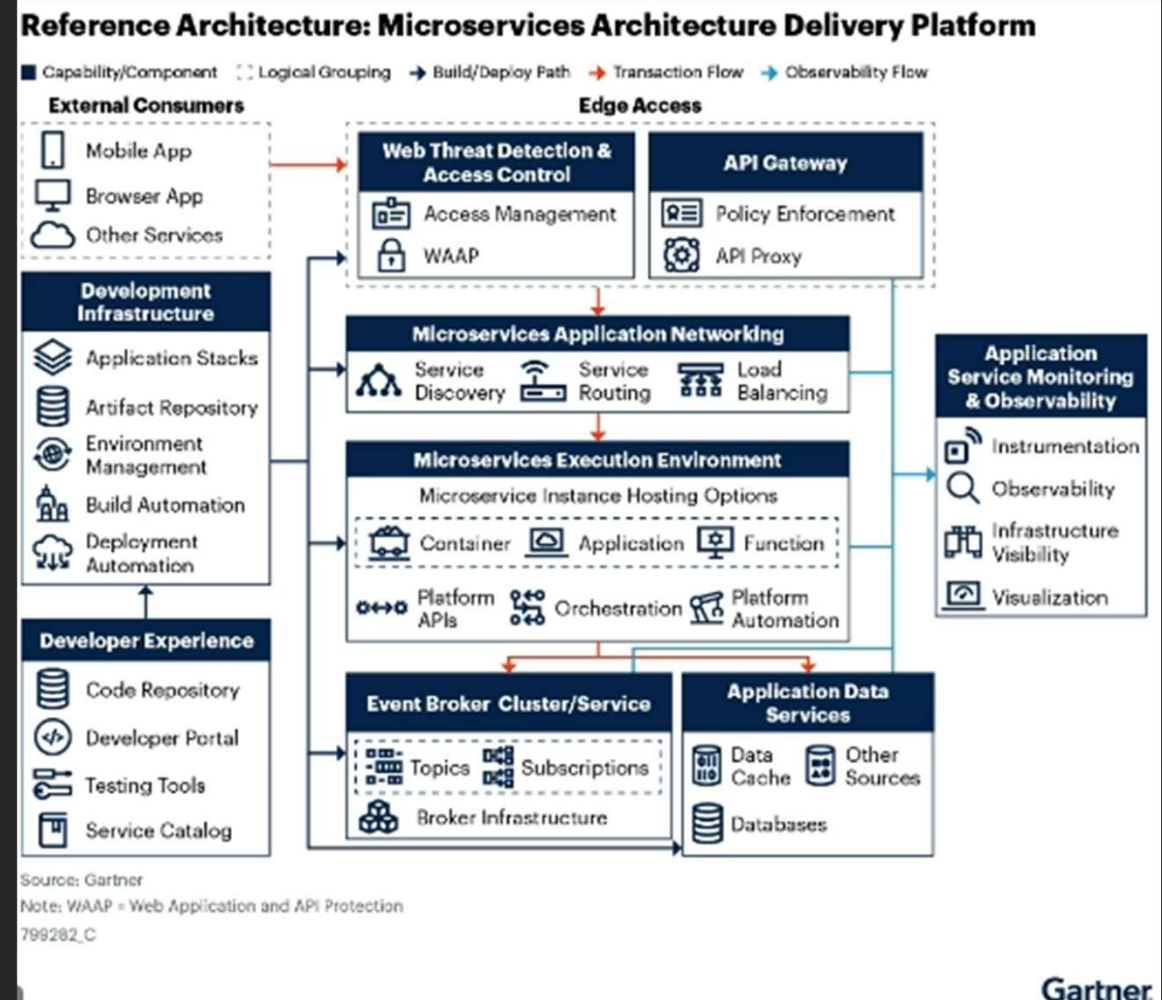 Reference Architecture: Microservices Architecture Delivery Platform
Capability/Component Logical Grouping Build/Deploy Path Transaction Flow Observability Flow
External Consumers
Mobile App
Browser App
Other Services
Edge Access
Web Threat Detection &
Access Control
Access Management
WAAP
API Gateway
Policy Enforcement
API Proxy
Development
Infrastructure
Application Stacks
Artifact Repository
Environment
Management
Build Automation
Deployment
Automation
Microservices Application Networking
Service
Discovery
Service
Routing
Load
Balancing
Microservices Execution Environment
Microservice Instance Hosting Options
Container Application Function
Platform
APIs
Orchestration
Platform
Automation
Application
Service Monitoring
& Observability
Instrumentation
Observability
Infrastructure
Visibility
Visualization
Developer Experience
Code Repository
Developer Portal
Testing Tools
Service Catalog
Event Broker Cluster/Service
Topics Subscriptions
Broker Infrastructure
Application Data
Services
Data
Cache
Other
Sources
Databases
Source: Gartner
Note: WAAP = Web Application and API Protection
799282_C
Gartner